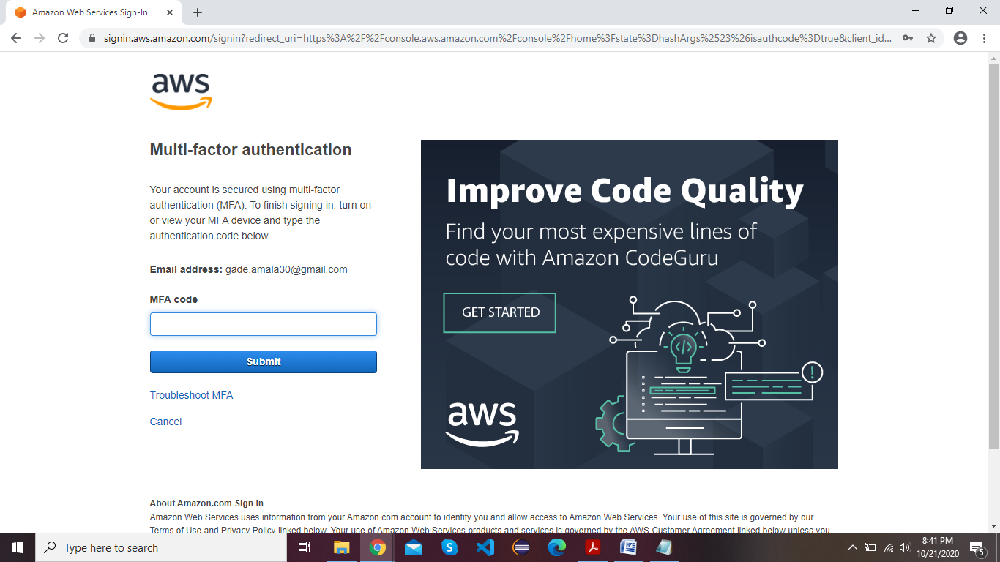 Amazon Web Services Sign-In
signin.aws.amazon.com/signin?redirect_uri=https%3A%2F%2Fconsole.aws.amazon.com%2Fconsole%2Fhome%3Fstate%3DhashArgs%2523%26isauthcode%3Dtrue&client_id...
aws
Multi-factor authentication
Your account is secured using multi-factor
authentication (MFA). To finish signing in, turn on
or view your MFA device and type the
authentication code below.
Email address: gade.amala30@gmail.com
MFA code
Submit
Troubleshoot MFA
Cancel
Improve Code Quality
Find your most expensive lines of
code with Amazon CodeGuru
GET STARTED
aws
About Amazon.com Sign In
Amazon Web Services uses information from your Amazon.com account to identify you and allow access to Amazon Web Services. Your use of this site is governed by our
Terms of Use and Privacy Policy linked below. Your use of Amazon Web Services products and services is governed by the AWS Customer Agreement linked below unless you
Type here to search
8:41 PM
10/21/2020
5